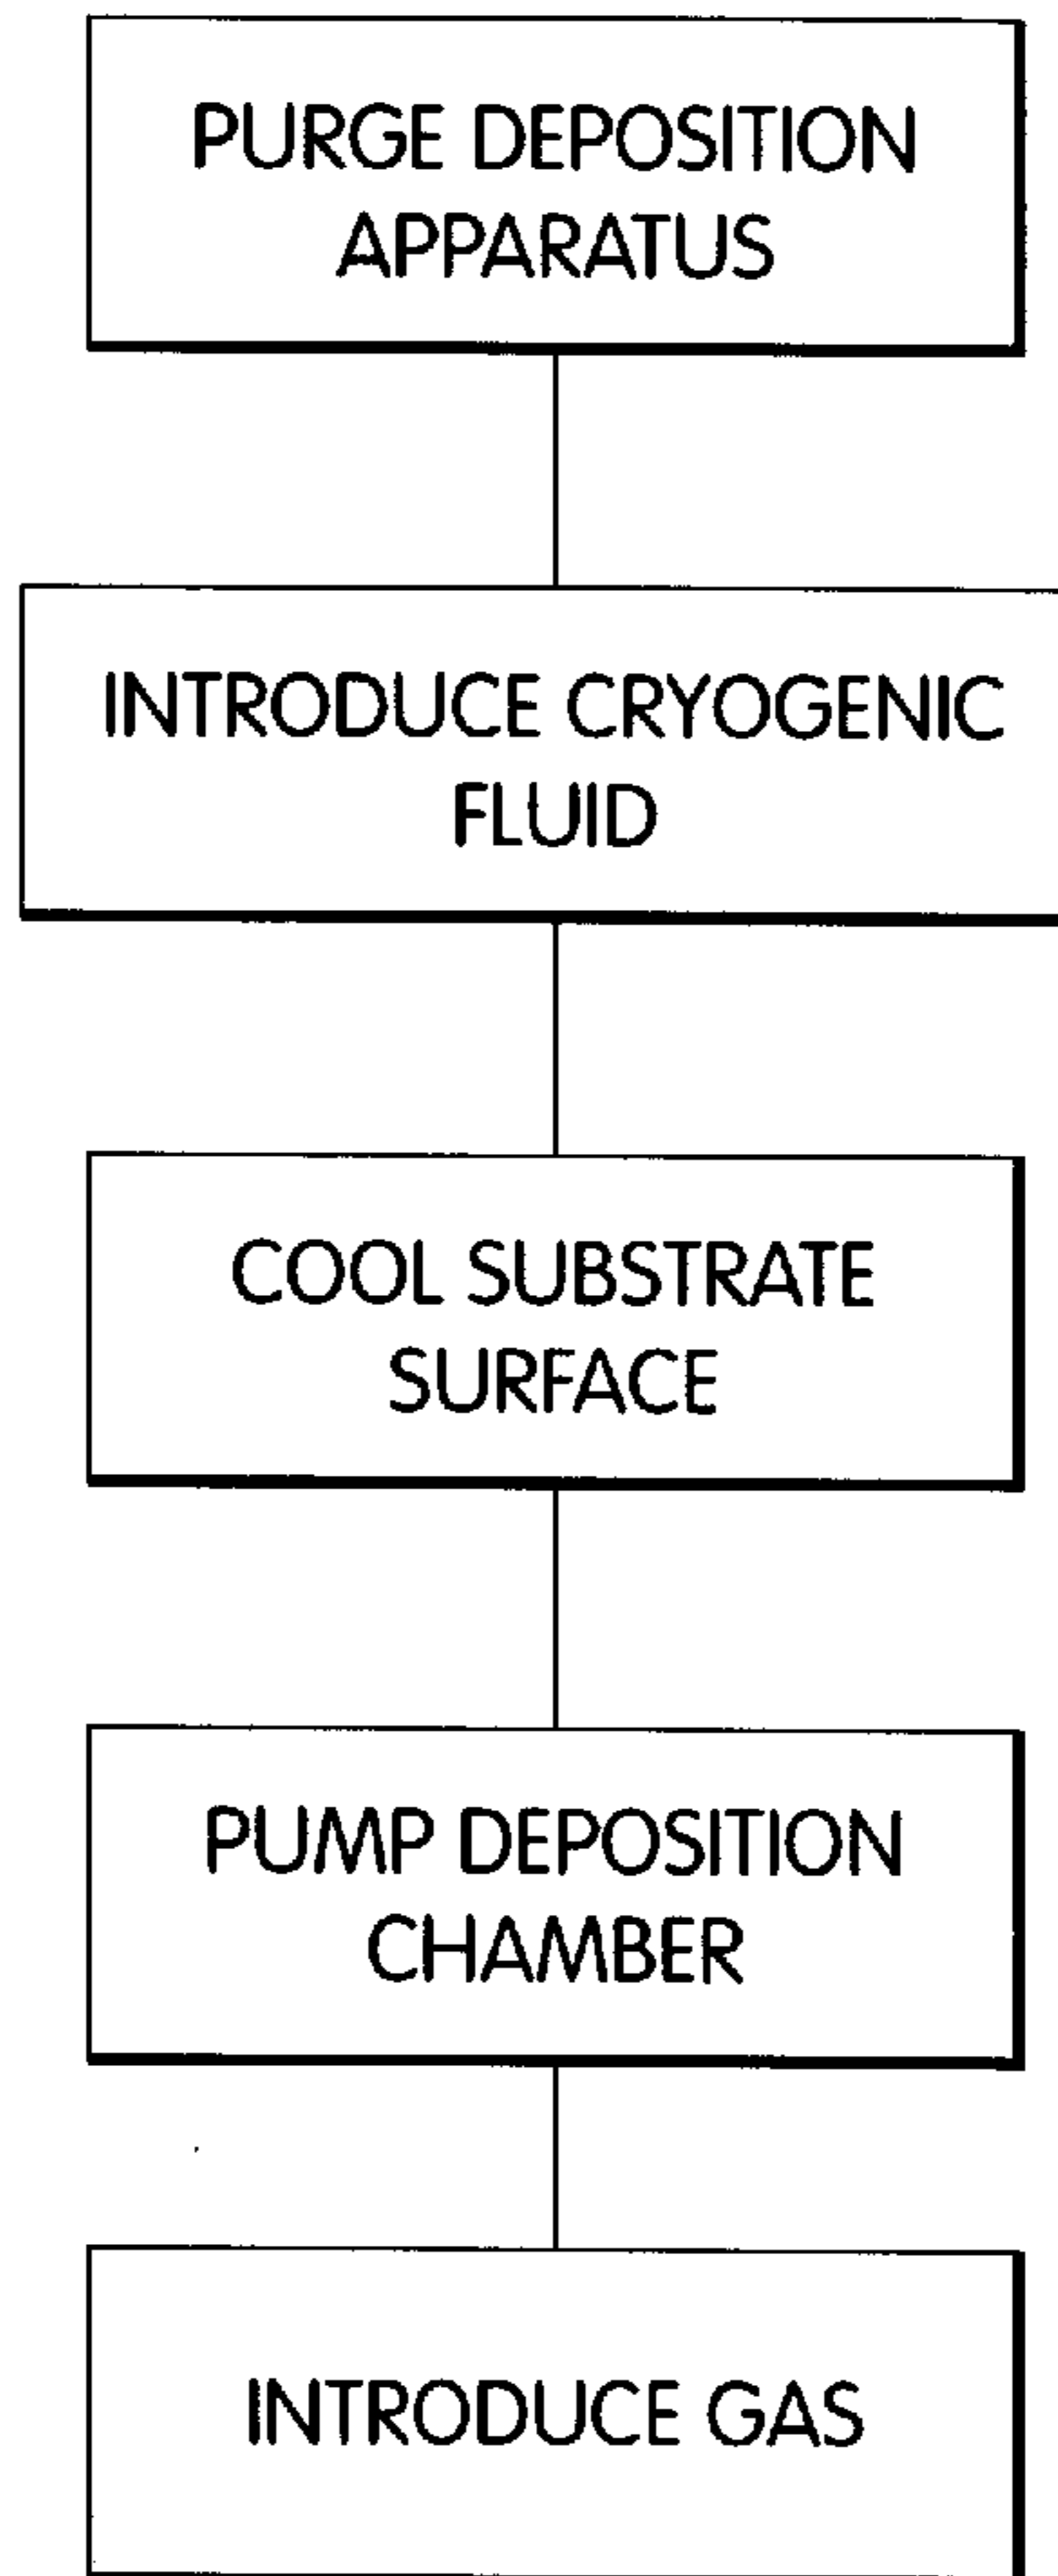 PURGE DEPOSITION
APPARATUS
INTRODUCE CRYOGENIC
FLUID
COOL SUBSTRATE
SURFACE
PUMP DEPOSITION
CHAMBER
INTRODUCE GAS